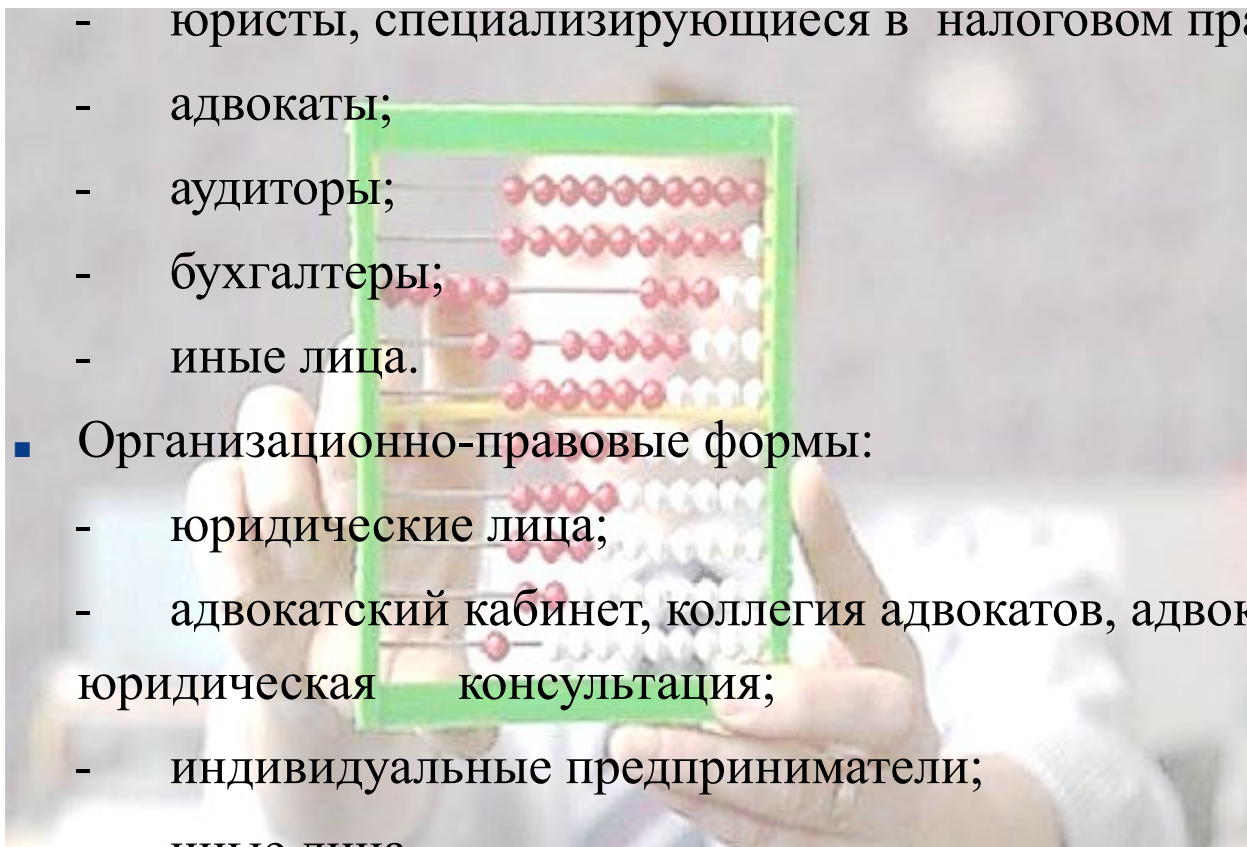 - юристы, специализирующиеся в налоговом
- адвокаты;
- аудиторы;
- бухгалтеры;
- иные лица.
▪ Организационно-правовые формы:
- юридические лица;
- адвокатский кабинет, коллегия адвокатов,
юридическая консультация;
- индивидуальные предприниматели;